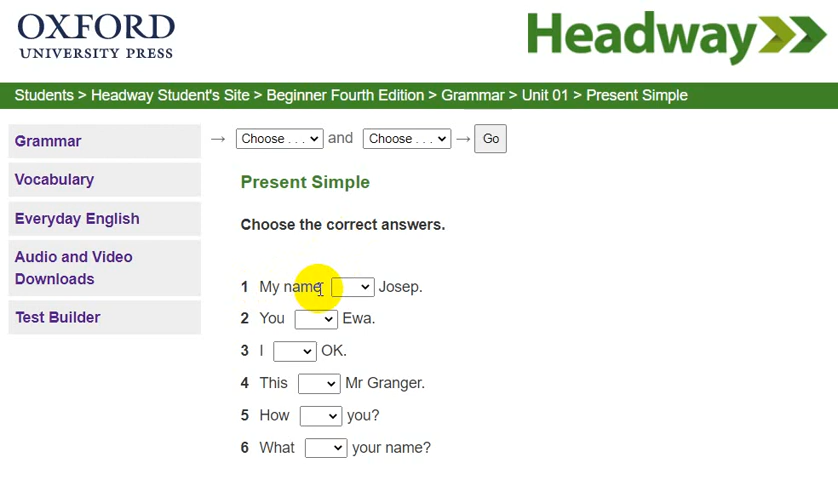 OXFORD
UNIVERSITY PRESS
Headway
Students > Headway Student's Site > Beginner Fourth Edition > Grammar > Unit 01 > Present Simple
Grammar
Vocabulary
Everyday English
Audio and Video
Downloads
Test Builder
→ Choose . . . and Choose . . . → Go
Present Simple
Choose the correct answers.
1 My name Josep.
2 You Ewa.
3 I OK.
4 This Mr Granger.
5 How you?
6 What your name?